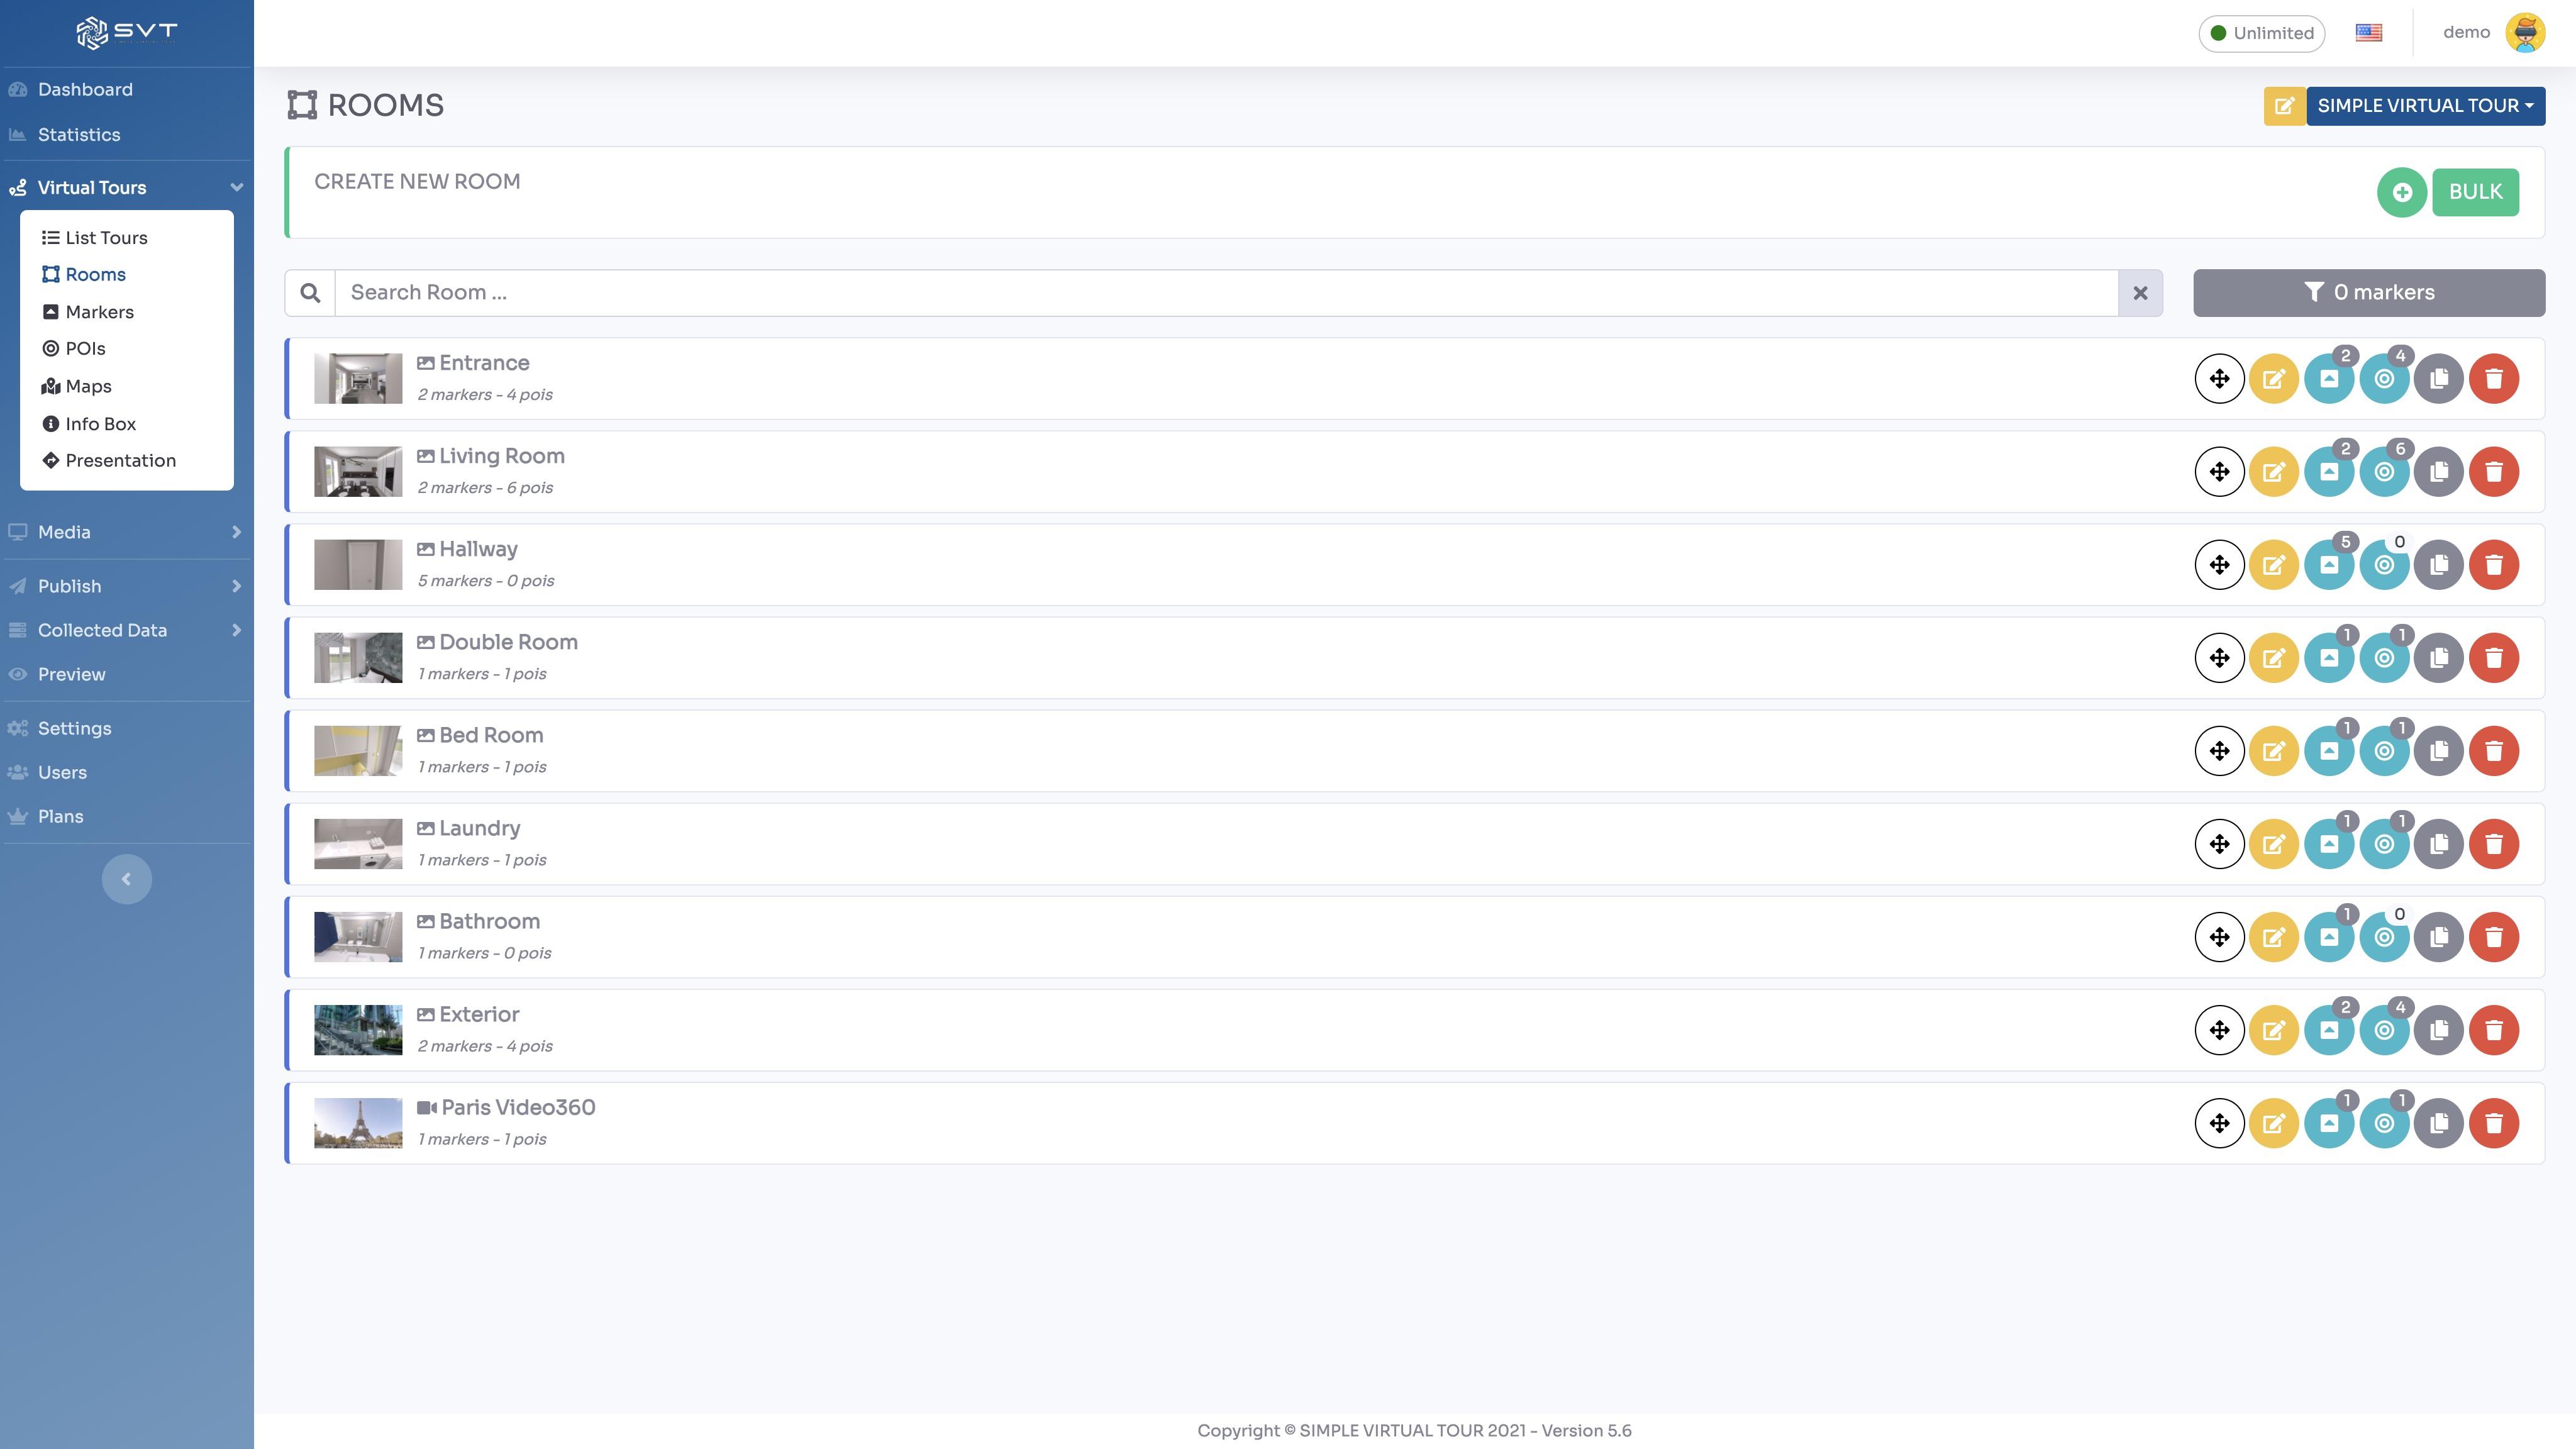 SVT
Unlimited
demo
Dashboard
Statistics
Virtual Tours
List Tours
Rooms
Markers
POIs
Maps
Info Box
Presentation
Media
Publish
Collected Data
Preview
Settings
Users
Plans
ROOMS
SIMPLE VIRTUAL TOUR
CREATE NEW ROOM
BULK
Search Room ...
0 markers
Entrance
2 markers - 4 pois
2 4
Living Room
2 markers - 6 pois
2 6
Hallway
5 markers - 0 pois
5 0
Double Room
1 markers - 1 pois
1 1
Bed Room
1 markers - 1 pois
1 1
Laundry
1 markers - 1 pois
1 1
Bathroom
1 markers - 0 pois
1 0
Exterior
2 markers - 4 pois
2 4
Paris Video360
1 markers - 1 pois
1 1
Copyright © SIMPLE VIRTUAL TOUR 2021 - Version 5.6